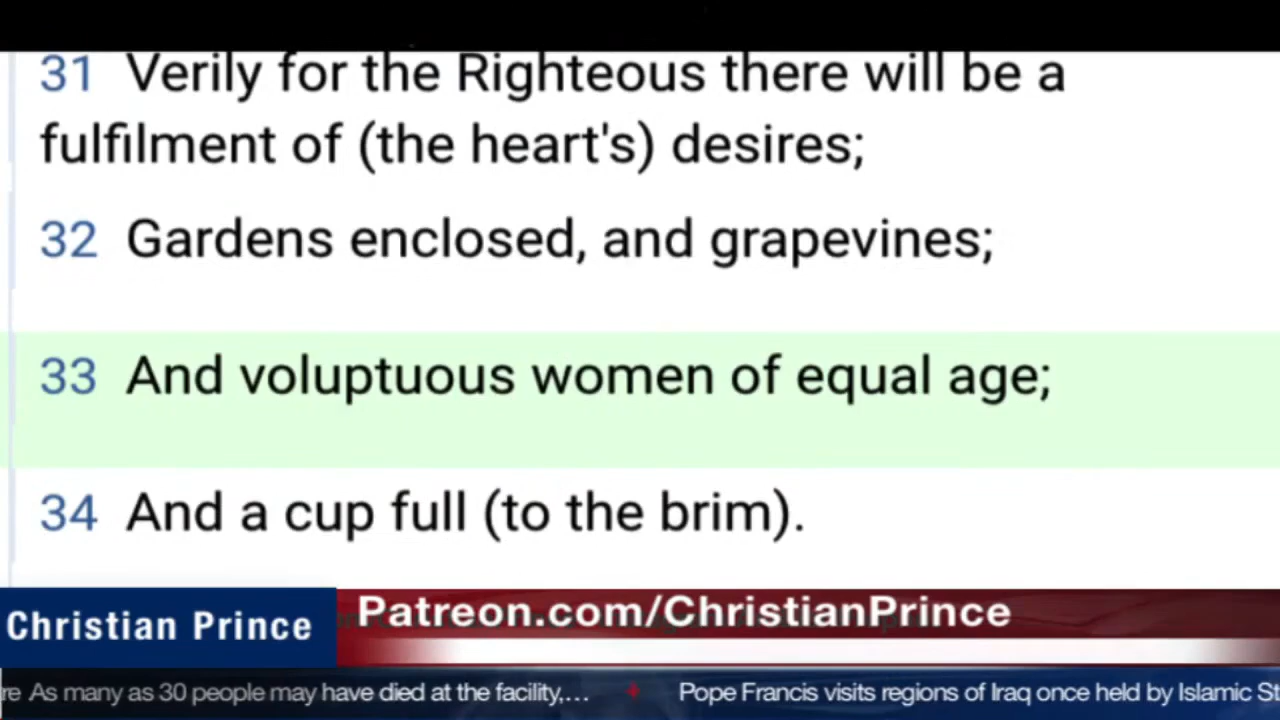 31 Verily for the Righteous there will be a
fulfilment of (the heart's) desires;
32 Gardens enclosed, and grapevines;
33 And voluptuous women of equal age;
34 And a cup full (to the brim).
Christian Prince
Patreon.com/ChristianPrince
re As many as 30 people may have died at the facility,... + Pope Francis visits regions of Iraq once held by Islamic St